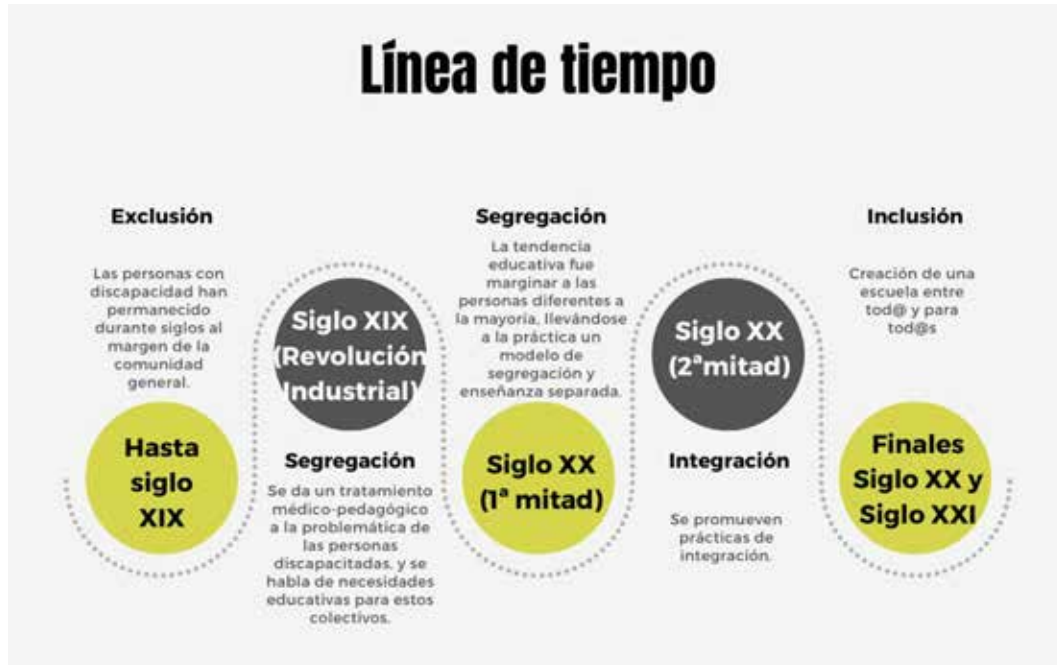 Línea de tiempo
Exclusión
Las personas con
discapacidad han
permanecido
durante siglos al
margen de la
comunidad
general.
Hasta
siglo
XIX
Siglo XIX
(Revolución
Industrial)
Segregación
Se da un tratamiento
médico-pedagógico
a la problemática de
las personas
discapacitadas, y se
habla de necesidades
educativas para estos
colectivos.
Segregación
La tendencia
educativa fue
marginar a las
personas diferentes a
la mayoría, llevándose
a la práctica un
modelo de
segregación y
enseñanza separada.
Siglo XX
(1ª mitad)
Siglo XX
(2ªmitad)
Integración
Se promueven
prácticas de
integración.
Inclusión
Creación de una
escuela entre
tod@ y para
tod@s
Finales
Siglo XX y
Siglo XXI